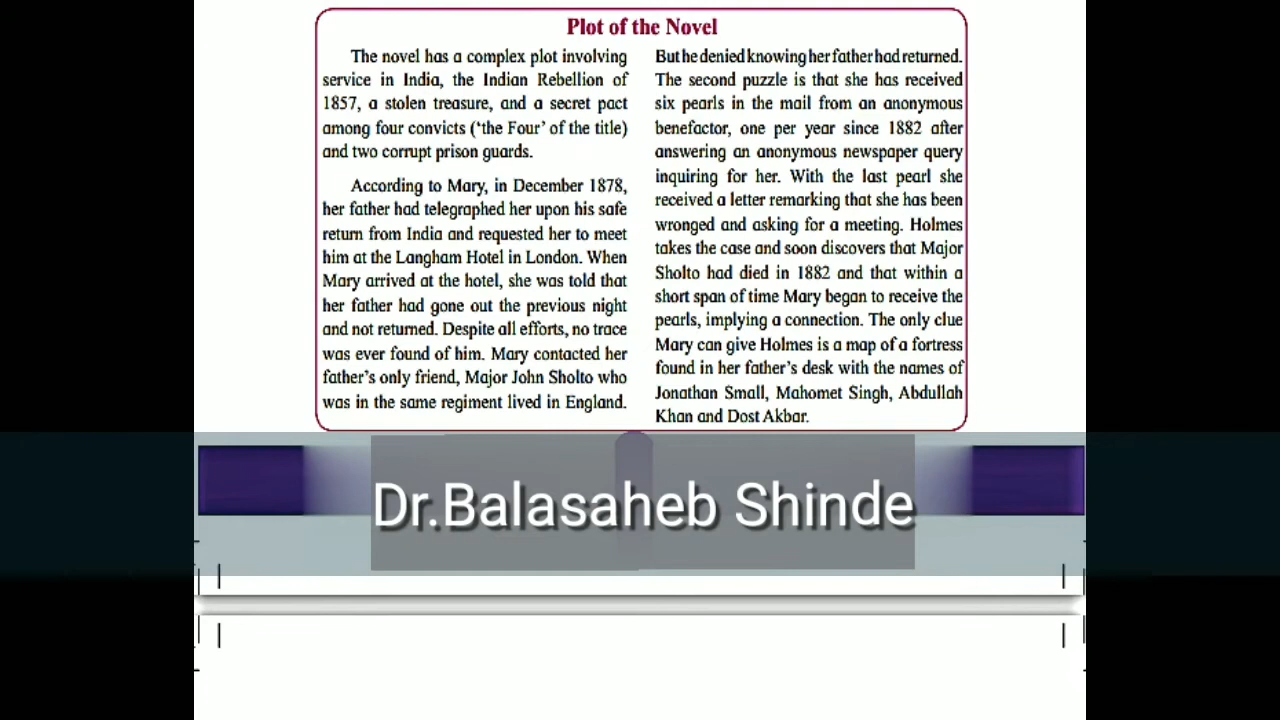 Plot of the Novel
The novel has a complex plot involving
service in India, the Indian Rebellion of
1857, a stolen treasure, and a secret pact
among four convicts (‘the Four’ of the title)
and two corrupt prison guards.
According to Mary, in December 1878,
her father had telegraphed her upon his safe
return from India and requested her to meet
him at the Langham Hotel in London. When
Mary arrived at the hotel, she was told that
her father had gone out the previous night
and not returned. Despite all efforts, no trace
was ever found of him. Mary contacted her
father’s only friend, Major John Sholto who
was in the same regiment lived in England.
But he denied knowing her father had returned.
The second puzzle is that she has received
six pearls in the mail from an anonymous
benefactor, one per year since 1882 after
answering an anonymous newspaper query
inquiring for her. With the last pearl she
received a letter remarking that she has been
wronged and asking for a meeting. Holmes
takes the case and soon discovers that Major
Sholto had died in 1882 and that within a
short span of time Mary began to receive the
pearls, implying a connection. The only clue
Mary can give Holmes is a map of a fortress
found in her father’s desk with the names of
Jonathan Small, Mahomet Singh, Abdullah
Khan and Dost Akbar.
Dr.Balasaheb Shinde